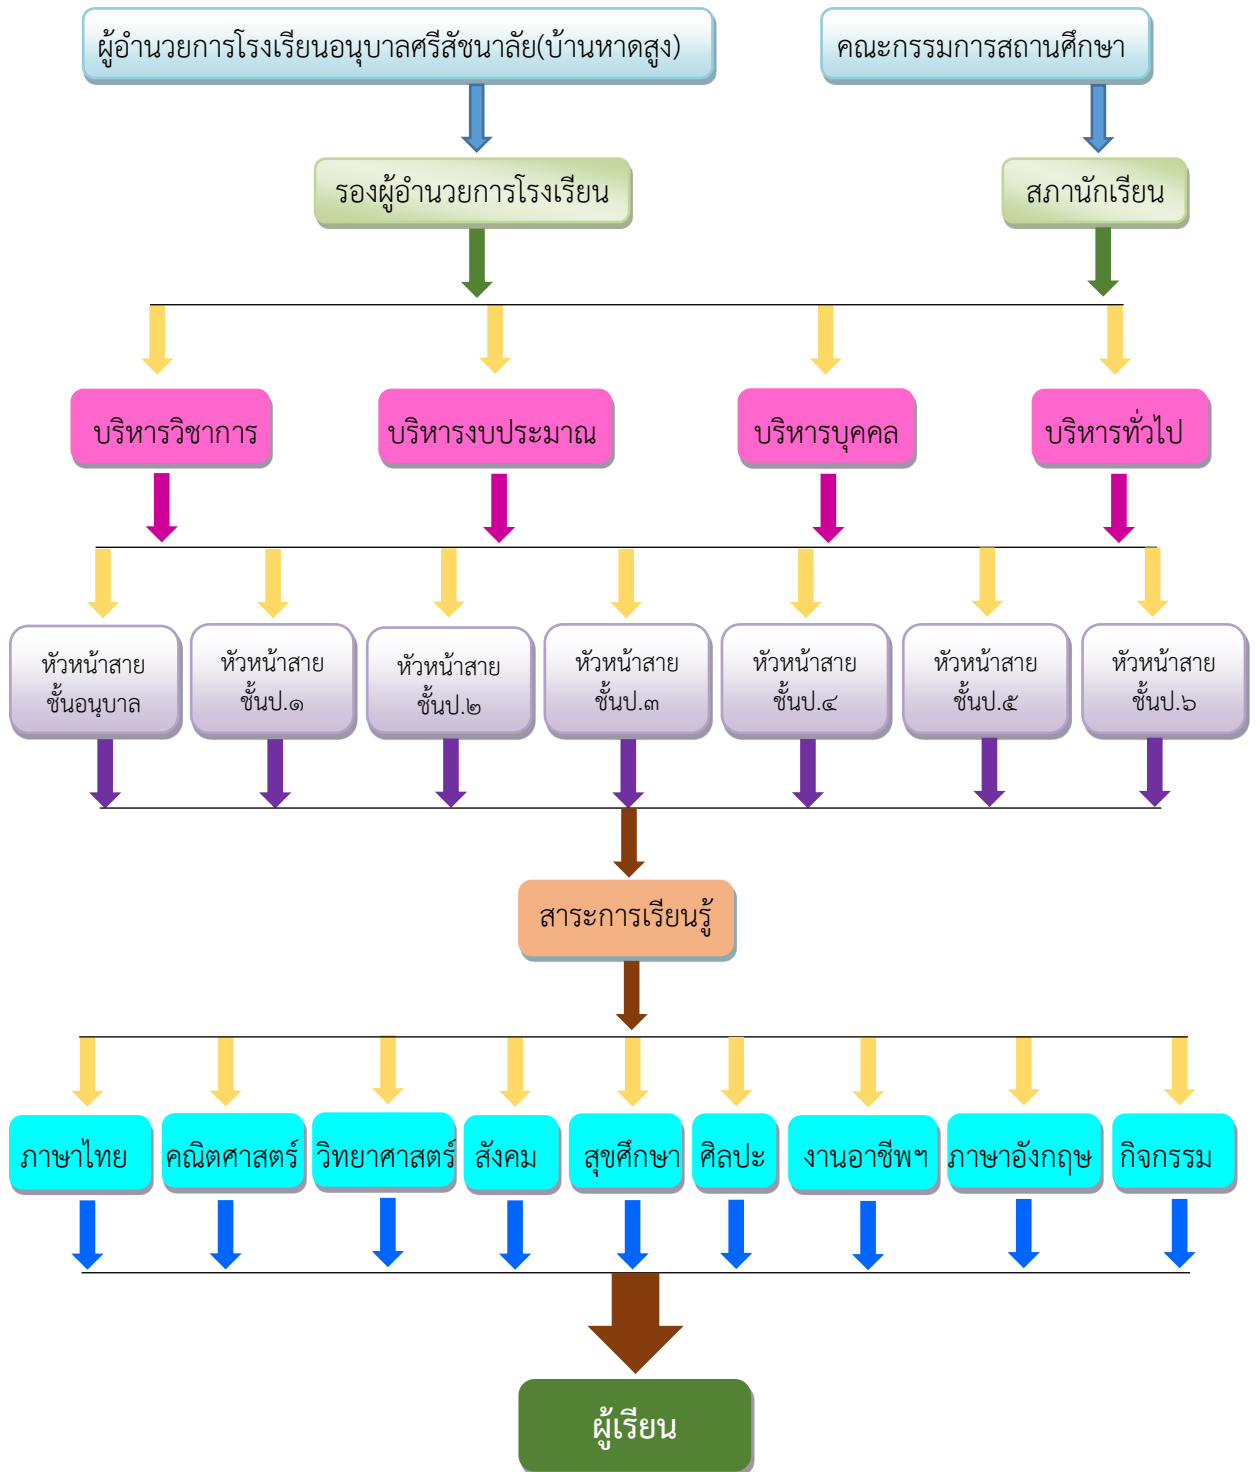 ผู้อำนวยการโรงเรียนอนุบาลศรีสัชนาลัย(บ้านหาดสูง)
คณะกรรมการสถานศึกษา
รองผู้อำนวยการโรงเรียน
สภานักเรียน
บริหารวิชาการ
บริหารงบประมาณ
บริหารบุคคล
บริหารทั่วไป
หัวหน้าสาย
ชั้นอนุบาล
หัวหน้าสาย
ชั้นป.๑
หัวหน้าสาย
ชั้นป.๒
หัวหน้าสาย
ชั้นป.๓
หัวหน้าสาย
ชั้นป.๔
หัวหน้าสาย
ชั้นป.๕
หัวหน้าสาย
ชั้นป.๖
สาระการเรียนรู้
ภาษาไทย
คณิตศาสตร์
วิทยาศาสตร์
สังคม
สุขศึกษา
ศิลปะ
งานอาชีพฯ
ภาษาอังกฤษ
กิจกรรม
ผู้เรียน